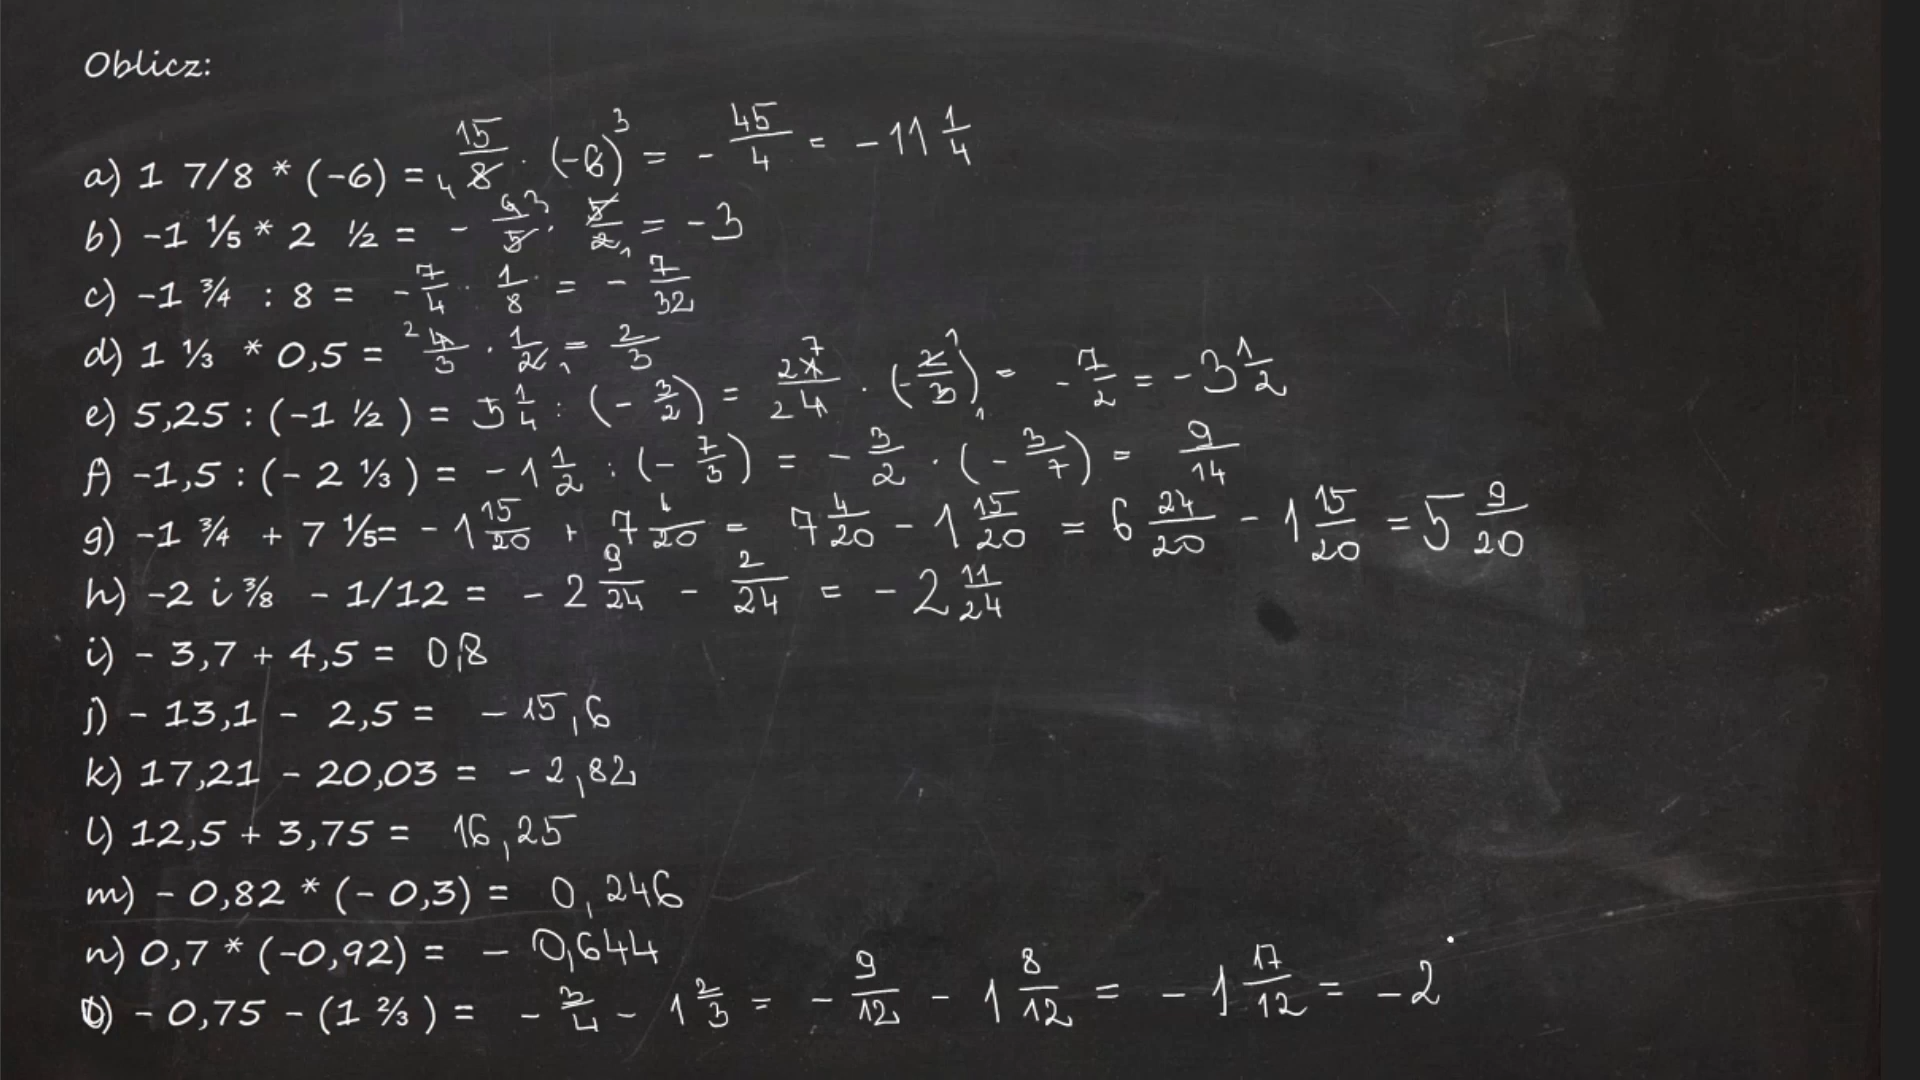 Oblicz:
a) 1 7/8 * (-6) = 15/8 · (-6) = - 45/4 = - 11 1/4
b) -1 ⅕ * 2 ½ = - 6/5 · 5/2 = - 3
c) -1 ¾ : 8 = - 7/4 · 1/8 = - 7/32
d) 1 ⅓ * 0,5 = 4/3 · 1/2 = 2/3
e) 5,25 : (-1 ½ ) = 5 1/4 : (- 3/2) = 21/4 · (- 2/3) = - 7/2 = - 3 1/2
f) -1,5 : (- 2 ⅓ ) = - 1 1/2 : (- 7/3) = - 3/2 · (- 3/7) = 9/14
g) -1 ¾ + 7 ⅕= - 1 15/20 + 7 4/20 = 7 4/20 - 1 15/20 = 6 24/20 - 1 15/20 = 5 9/20
h) -2 i ⅜ - 1/12 = - 2 9/24 - 2/24 = - 2 11/24
i) - 3,7 + 4,5 = 0,8
j) - 13,1 - 2,5 = - 15,6
k) 17,21 - 20,03 = - 2,82
l) 12,5 + 3,75 = 16,25
m) - 0,82 * (- 0,3) = 0,246
n) 0,7 * (-0,92) = - 0,644
) - 0,75 - (1 ⅔ ) = - 3/4 - 1 2/3 = - 9/12 - 1 8/12 = - 1 17/12 = - 2